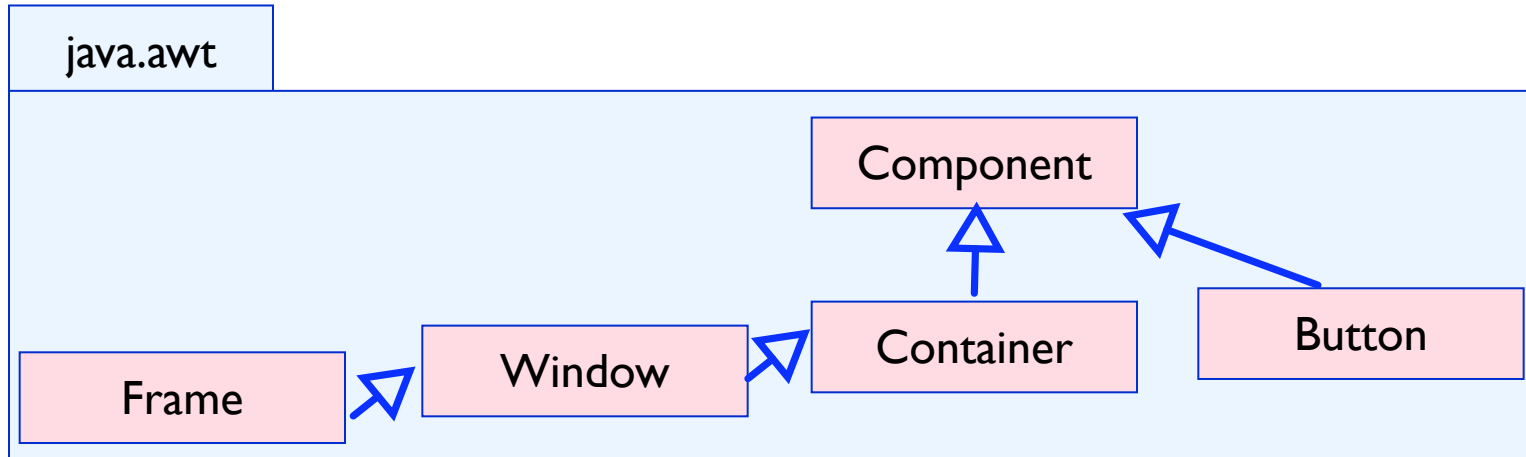 java.awt
Component
Container
Button
Window
Frame